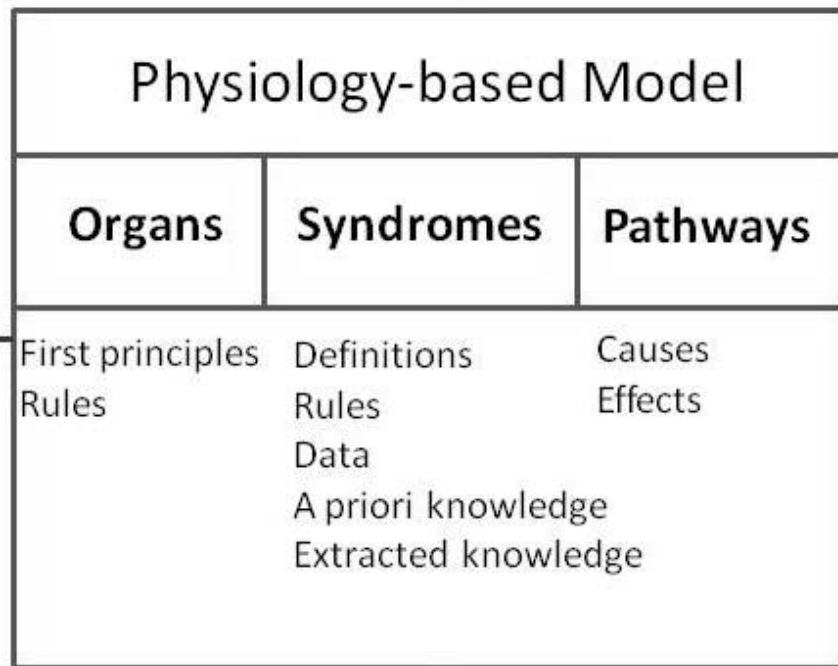 Physiology-based Model
Organs Syndromes Pathways
First principles
Rules
Definitions
Rules
Data
A priori knowledge
Extracted knowledge
Causes
Effects